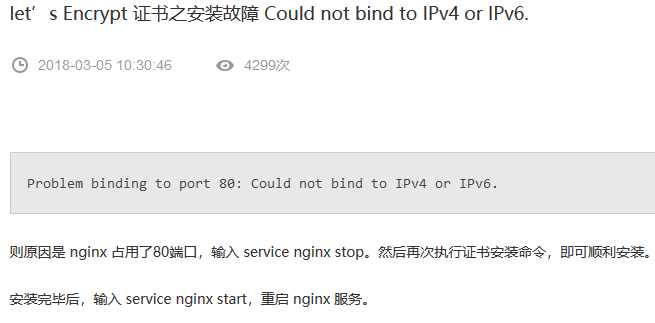 let’s Encrypt 证书之安装故障 Could not bind to IPv4 or IPv6.
2018-03-05 10:30:46 4299次
Problem binding to port 80: Could not bind to IPv4 or IPv6.
则原因是 nginx 占用了80端口，输入 service nginx stop。然后再次执行证书安装命令，即可顺利安装。
安装完毕后，输入 service nginx start，重启 nginx 服务。